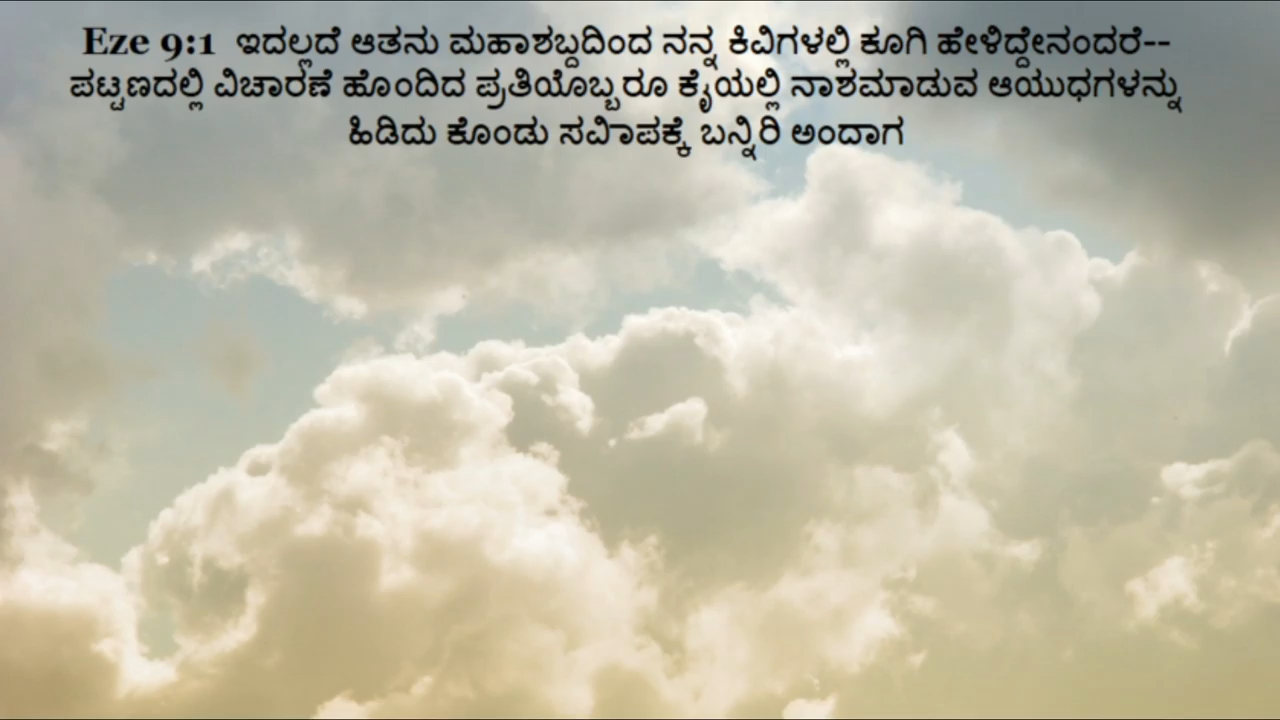 Eze 9:1 ಇದಲ್ಲದೆ ಆತನು ಮಹಾಶಬ್ದದಿಂದ ನನ್ನ ಕಿವಿಗಳಲ್ಲಿ ಕೂಗಿ ಹೇಳಿದ್ದೇನಂದರೆ--
ಪಟ್ಟಣದಲ್ಲಿ ವಿಚಾರಣೆ ಹೊಂದಿದ ಪ್ರತಿಯೊಬ್ಬರೂ ಕೈಯಲ್ಲಿ ನಾಶಮಾಡುವ ಆಯುಧಗಳನ್ನು
ಹಿಡಿದು ಕೊಂಡು ಸವಿಾಪಕ್ಕೆ ಬನ್ನಿರಿ ಅಂದಾಗ